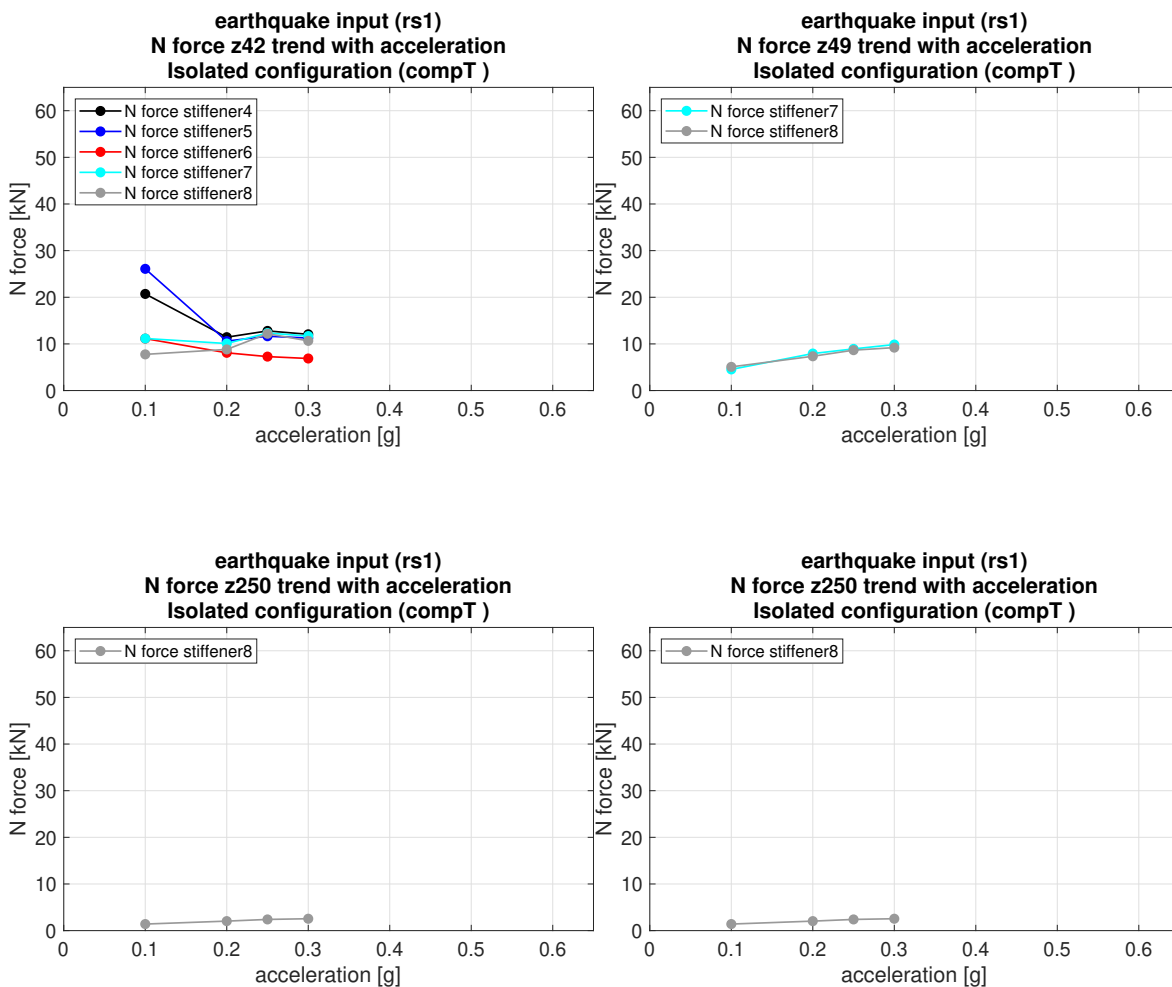 earthquake input (rs1)
N force z42 trend with acceleration
Isolated configuration (compT )
N force stiffener4
N force stiffener5
N force stiffener6
N force stiffener7
N force stiffener8
N force [kN]
60
50
40
30
20
10
0
0 0.1 0.2 0.3 0.4 0.5 0.6
acceleration [g]
earthquake input (rs1)
N force z49 trend with acceleration
Isolated configuration (compT )
N force stiffener7
N force stiffener8
N force [kN]
60
50
40
30
20
10
0
0 0.1 0.2 0.3 0.4 0.5 0.6
acceleration [g]
earthquake input (rs1)
N force z250 trend with acceleration
Isolated configuration (compT )
N force stiffener8
N force [kN]
60
50
40
30
20
10
0
0 0.1 0.2 0.3 0.4 0.5 0.6
acceleration [g]
earthquake input (rs1)
N force z250 trend with acceleration
Isolated configuration (compT )
N force stiffener8
N force [kN]
60
50
40
30
20
10
0
0 0.1 0.2 0.3 0.4 0.5 0.6
acceleration [g]